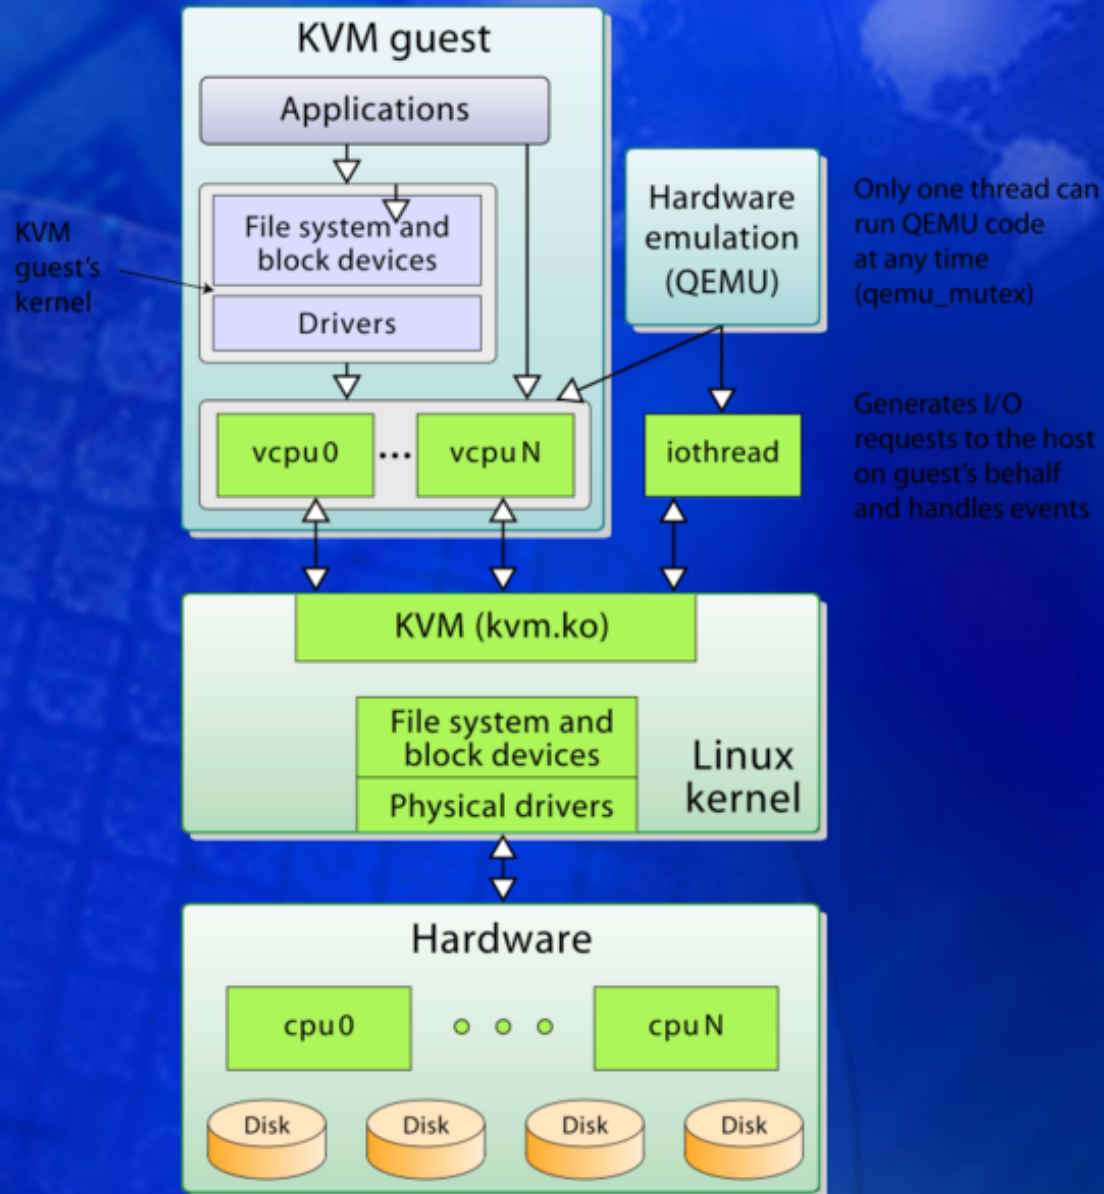 KVM guest
Applications
KVM
guest's
kernel
File system and
block devices
Drivers
Hardware
emulation
(QEMU)
Only one thread can
run QEMU code
at any time
(qemu_mutex)
vcpu0
...
vcpuN
iothread
Generates I/O
requests to the host
on guest's behalf
and handles events
KVM (kvm.ko)
File system and
block devices
Physical drivers
Linux
kernel
Hardware
cpu0
cpuN
Disk
Disk
Disk
Disk